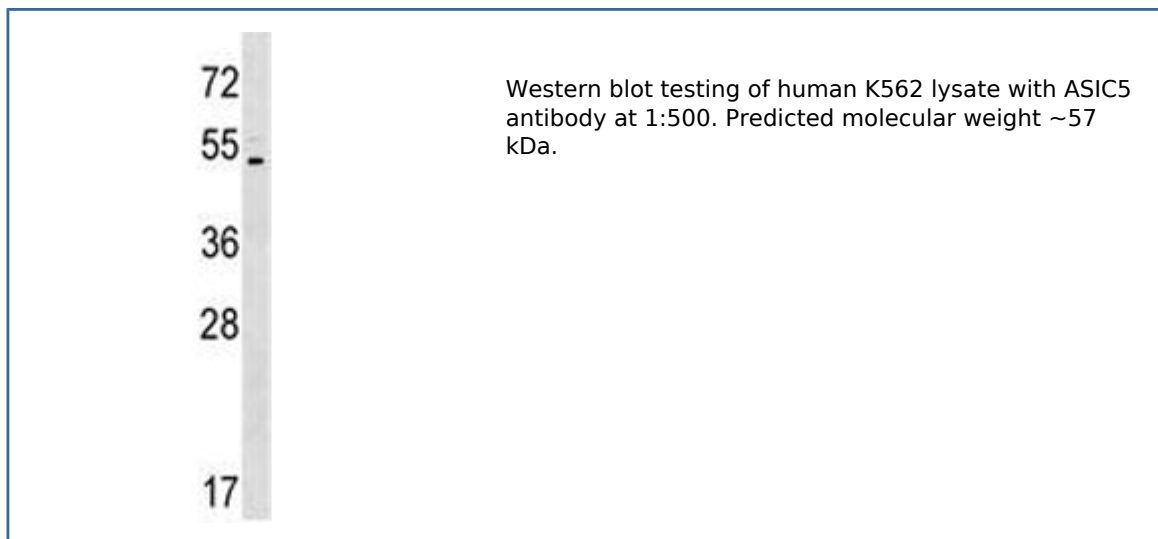 72
55
36
28
17
Western blot testing of human K562 lysate with ASIC5
antibody at 1:500. Predicted molecular weight ~57
kDa.